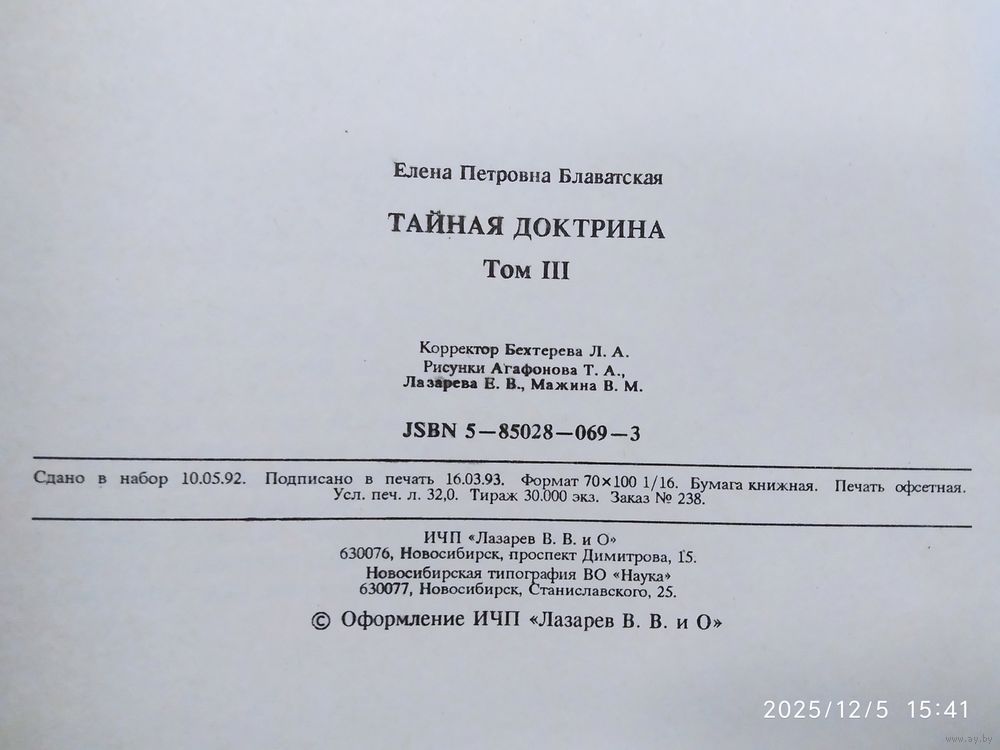 Елена Петровна Блаватская
ТАЙНАЯ ДОКТРИНА
Том III
Корректор Бехтерева Л. А.
Рисунки Агафонова Т. А.,
Лазарева Е. В., Мажина В. М.
JSBN 5—85028—069—3
Сдано в набор 10.05.92. Подписано в печать 16.03.93. Формат 70×100 1/16. Бумага книжная. Печать офсетная.
Усл. печ. л. 32,0. Тираж 30.000 экз. Заказ № 238.
ИЧП «Лазарев В. В. и О»
630076, Новосибирск, проспект Димитрова, 15.
Новосибирская типография ВО «Наука»
630077, Новосибирск, Станиславского, 25.
© Оформление ИЧП «Лазарев В. В. и О»
2025/12/5 15:41
www.ay.by